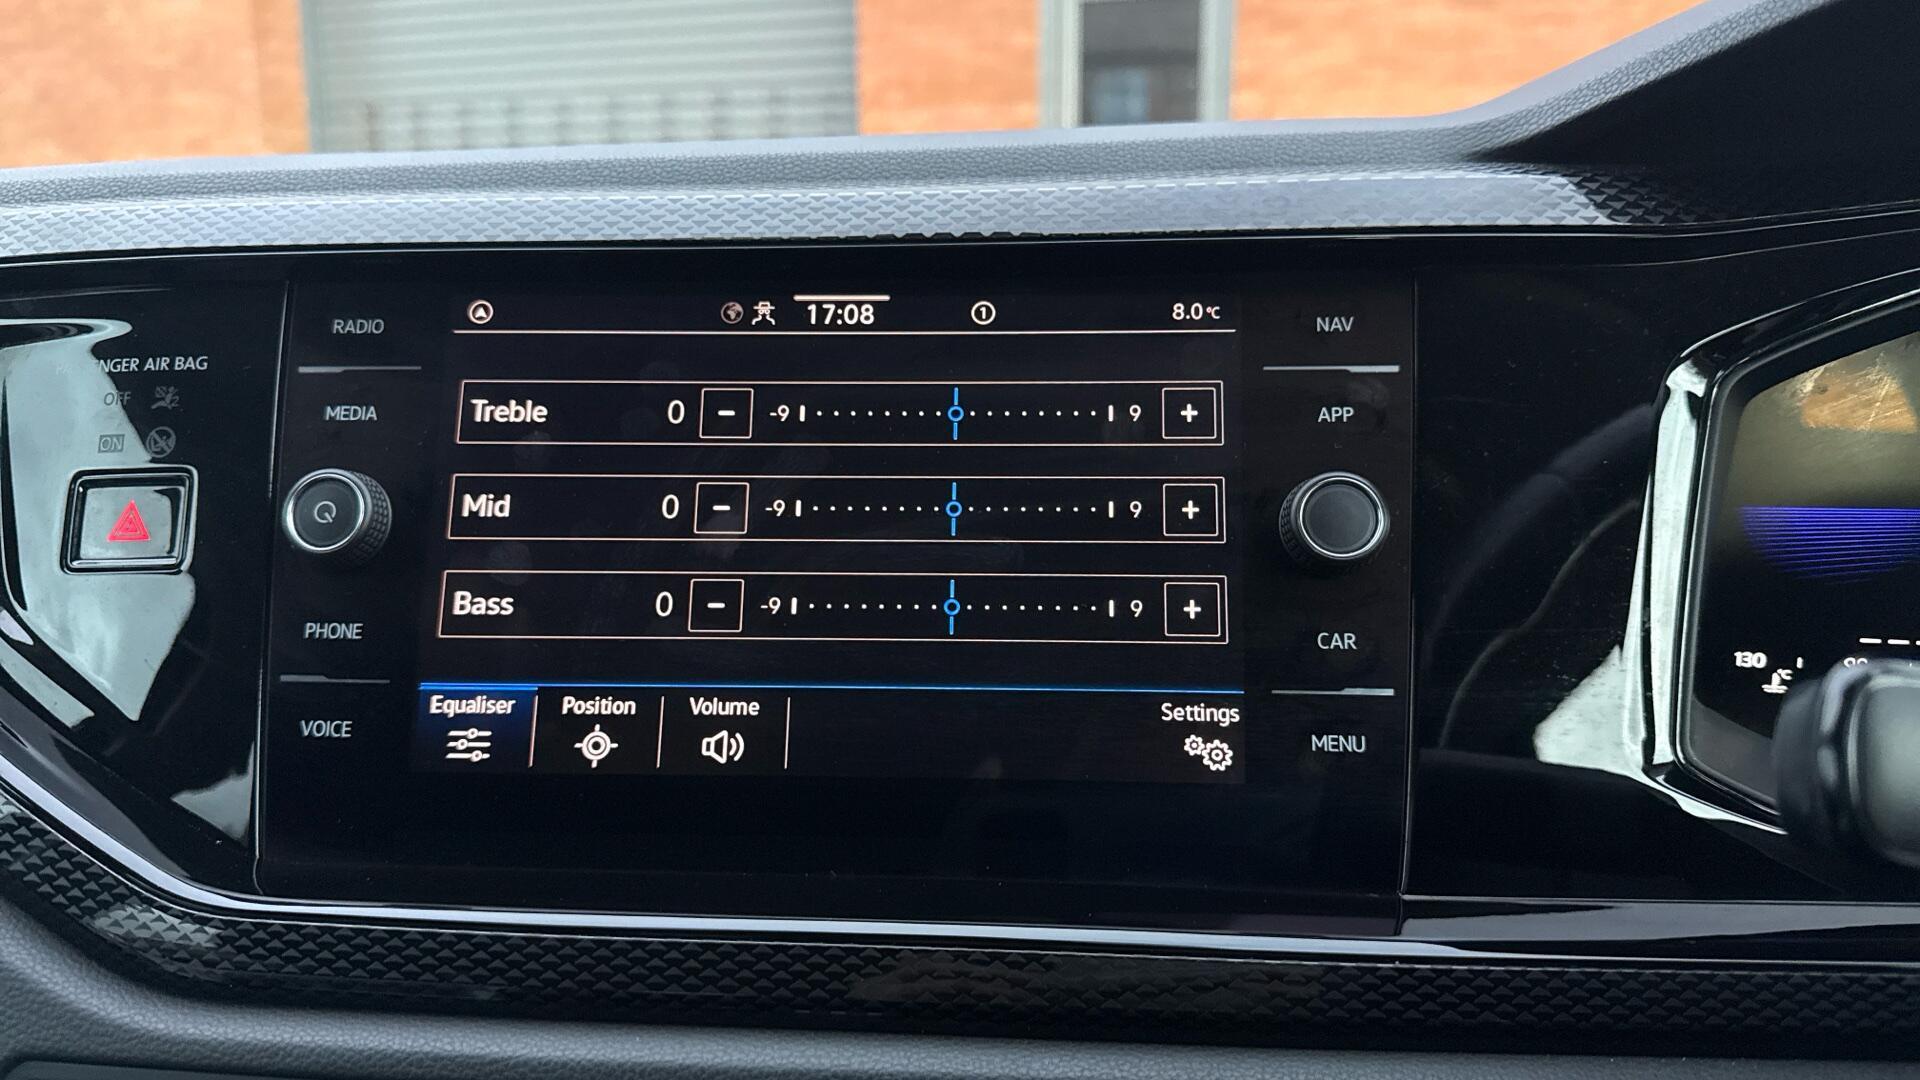 17:08 1 8.0°C
RADIO
MEDIA
PHONE
VOICE
NGER AIR BAG
OFF
ON
Treble 0 - -9 9 +
Mid 0 - -9 9 +
Bass 0 - -9 9 +
Equaliser Position Volume Settings
NAV
APP
CAR
MENU
130 °C